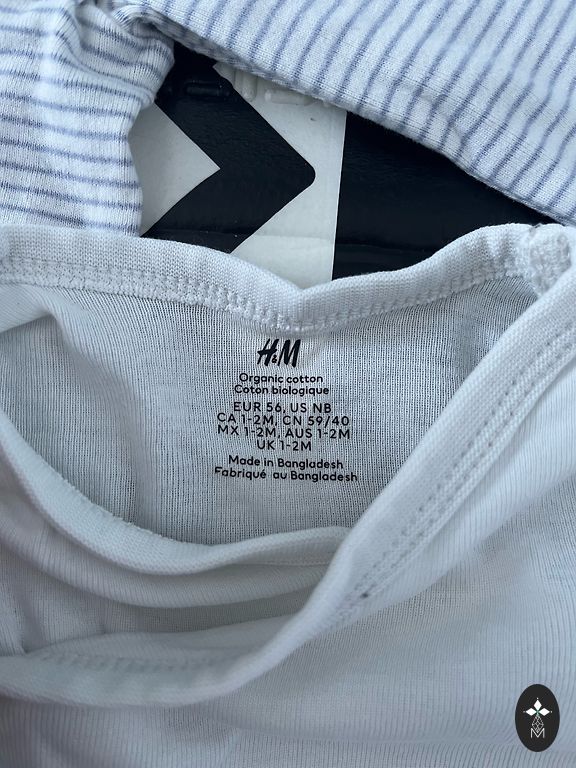 H&M
Organic cotton
Coton biologique
EUR 56, US NB
CA 1-2M, CN 59/40
MX 1-2M, AUS 1-2M
UK 1-2M
Made in Bangladesh
Fabriqué au Bangladesh
M